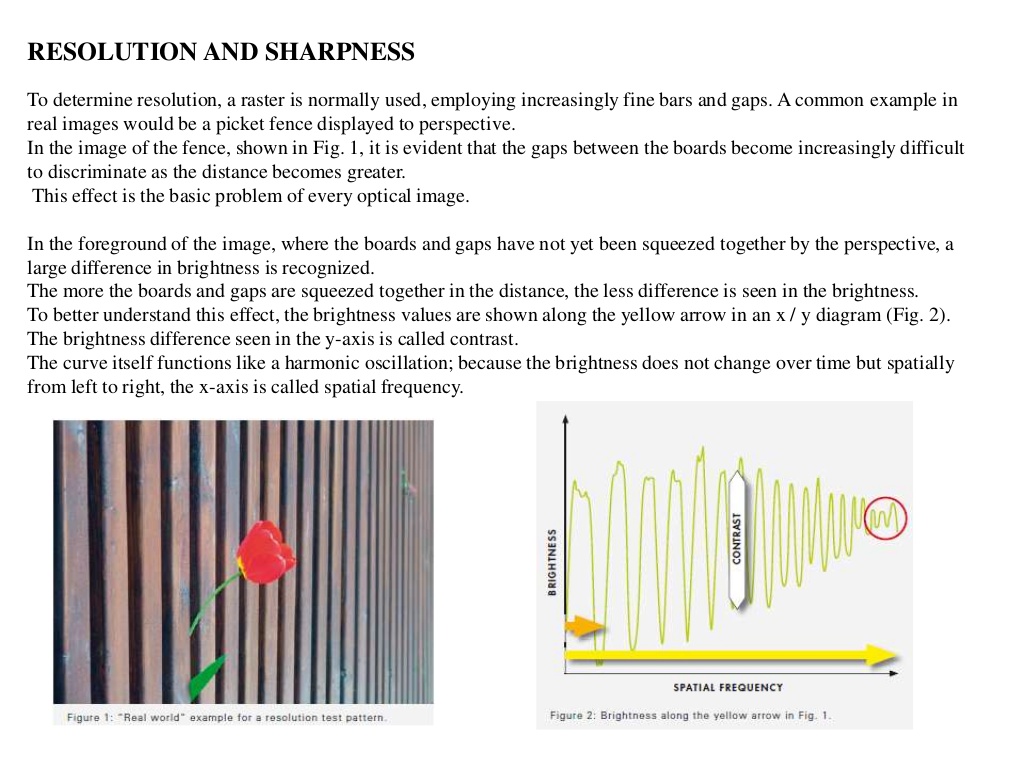 RESOLUTION AND SHARPNESS
To determine resolution, a raster is normally used, employing increasingly fine bars and gaps. A common example in
real images would be a picket fence displayed to perspective.
In the image of the fence, shown in Fig. 1, it is evident that the gaps between the boards become increasingly difficult
to discriminate as the distance becomes greater.
This effect is the basic problem of every optical image.
In the foreground of the image, where the boards and gaps have not yet been squeezed together by the perspective, a
large difference in brightness is recognized.
The more the boards and gaps are squeezed together in the distance, the less difference is seen in the brightness.
To better understand this effect, the brightness values are shown along the yellow arrow in an x / y diagram (Fig. 2).
The brightness difference seen in the y-axis is called contrast.
The curve itself functions like a harmonic oscillation; because the brightness does not change over time but spatially
from left to right, the x-axis is called spatial frequency.
Figure 1: "Real world" example for a resolution test pattern.
BRIGHTNESS
CONTRAST
SPATIAL FREQUENCY
Figure 2: Brightness along the yellow arrow in Fig. 1.